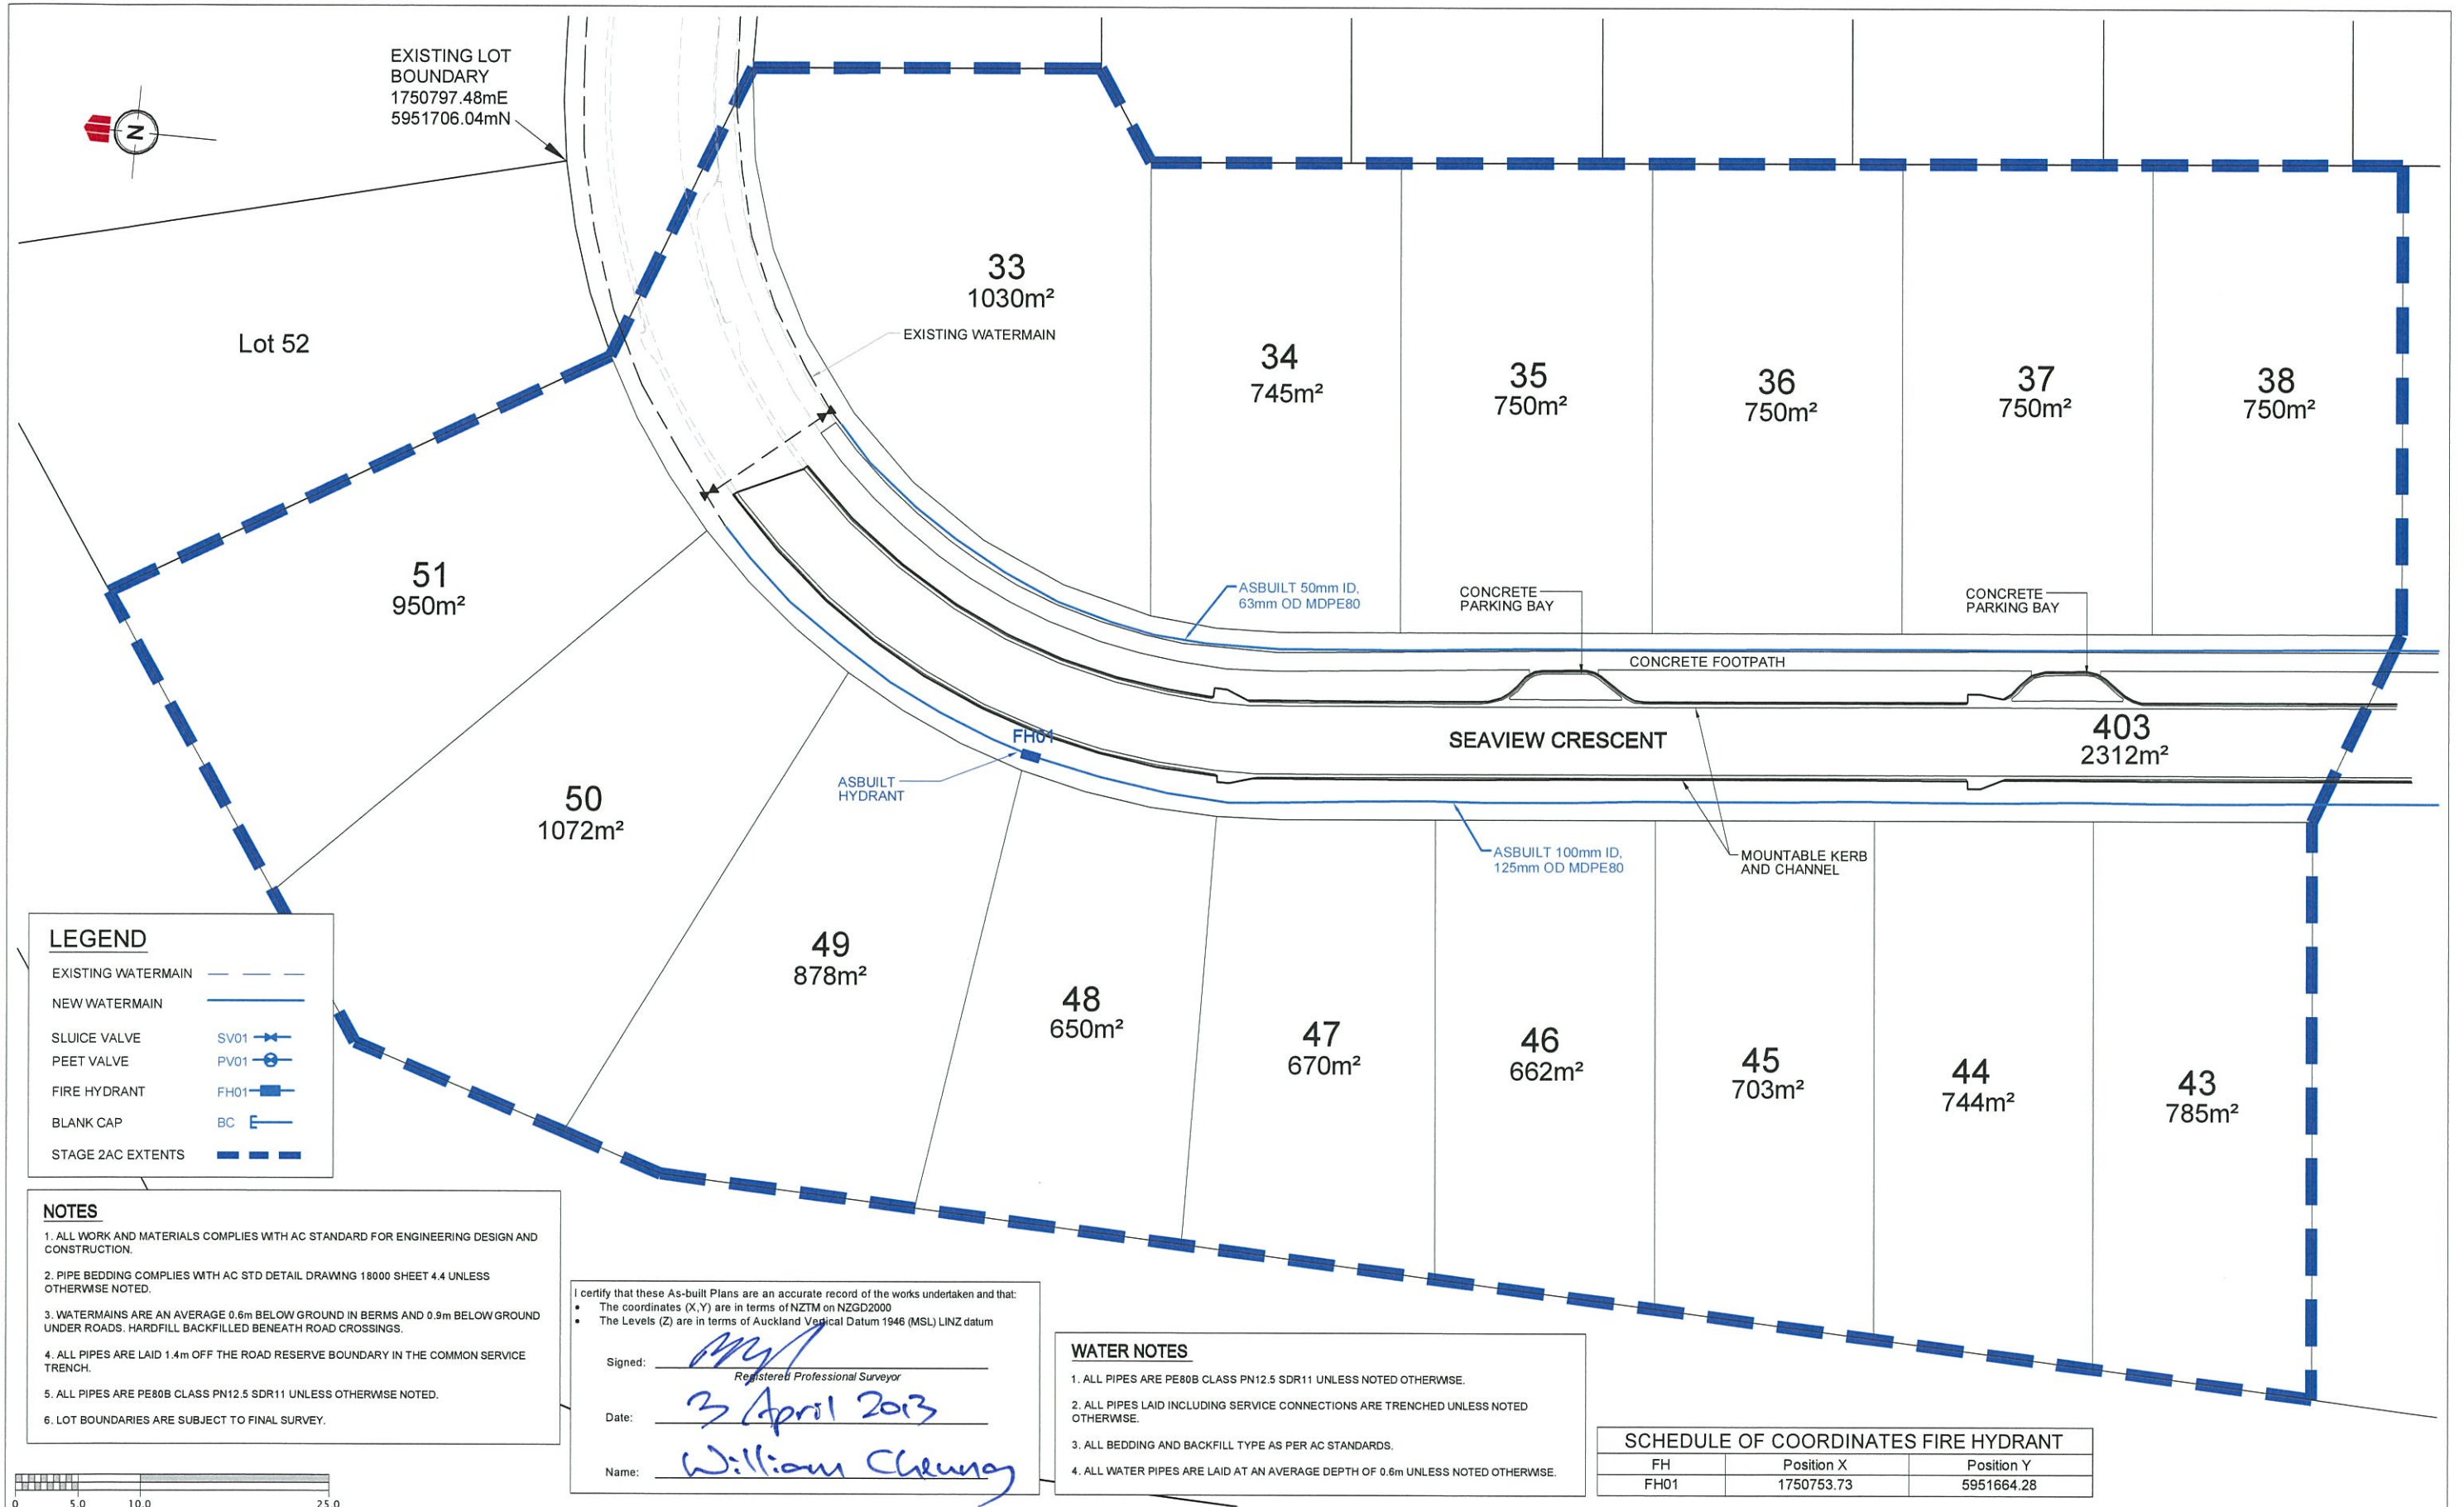 EXISTING LOT
BOUNDARY
1750797.48mE
5951706.04mN
N
Lot 52
33
1030m²
EXISTING WATERMAIN
34
745m²
35
750m²
36
750m²
37
750m²
38
750m²
51
950m²
ASBUILT 50mm ID,
63mm OD MDPE80
CONCRETE
PARKING BAY
CONCRETE
PARKING BAY
CONCRETE FOOTPATH
SEAVIEW CRESCENT
403
2312m²
FH01
ASBUILT
HYDRANT
50
1072m²
ASBUILT 100mm ID,
125mm OD MDPE80
MOUNTABLE KERB
AND CHANNEL
49
878m²
48
650m²
47
670m²
46
662m²
45
703m²
44
744m²
43
785m²
LEGEND
EXISTING WATERMAIN
NEW WATERMAIN
SLUICE VALVE SV01
PEET VALVE PV01
FIRE HYDRANT FH01
BLANK CAP BC
STAGE 2AC EXTENTS
NOTES
1. ALL WORK AND MATERIALS COMPLIES WITH AC STANDARD FOR ENGINEERING DESIGN AND
CONSTRUCTION.
2. PIPE BEDDING COMPLIES WITH AC STD DETAIL DRAWING 18000 SHEET 4.4 UNLESS
OTHERWISE NOTED.
3. WATERMAINS ARE AN AVERAGE 0.6m BELOW GROUND IN BERMS AND 0.9m BELOW GROUND
UNDER ROADS. HARDFILL BACKFILLED BENEATH ROAD CROSSINGS.
4. ALL PIPES ARE LAID 1.4m OFF THE ROAD RESERVE BOUNDARY IN THE COMMON SERVICE
TRENCH.
5. ALL PIPES ARE PE80B CLASS PN12.5 SDR11 UNLESS OTHERWISE NOTED.
6. LOT BOUNDARIES ARE SUBJECT TO FINAL SURVEY.
0 5.0 10.0 25.0
I certify that these As-built Plans are an accurate record of the works undertaken and that:
• The coordinates (X,Y) are in terms of NZTM on NZGD2000
• The Levels (Z) are in terms of Auckland Vertical Datum 1946 (MSL) LINZ datum
Signed:
Registered Professional Surveyor
Date: 3 April 2013
Name: William Cheung
WATER NOTES
1. ALL PIPES ARE PE80B CLASS PN12.5 SDR11 UNLESS NOTED OTHERWISE.
2. ALL PIPES LAID INCLUDING SERVICE CONNECTIONS ARE TRENCHED UNLESS NOTED
OTHERWISE.
3. ALL BEDDING AND BACKFILL TYPE AS PER AC STANDARDS.
4. ALL WATER PIPES ARE LAID AT AN AVERAGE DEPTH OF 0.6m UNLESS NOTED OTHERWISE.
SCHEDULE OF COORDINATES FIRE HYDRANT
FH Position X Position Y
FH01 1750753.73 5951664.28